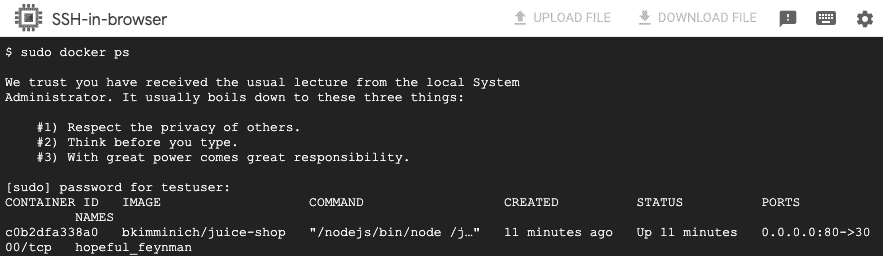 SSH-in-browser UPLOAD FILE DOWNLOAD FILE
$ sudo docker ps
We trust you have received the usual lecture from the local System
Administrator. It usually boils down to these three things:
#1) Respect the privacy of others.
#2) Think before you type.
#3) With great power comes great responsibility.
[sudo] password for testuser:
CONTAINER ID IMAGE COMMAND CREATED STATUS PORTS
NAMES
c0b2dfa338a0 bkimminich/juice-shop "/nodejs/bin/node /j…" 11 minutes ago Up 11 minutes 0.0.0.0:80->30
00/tcp hopeful_feynman